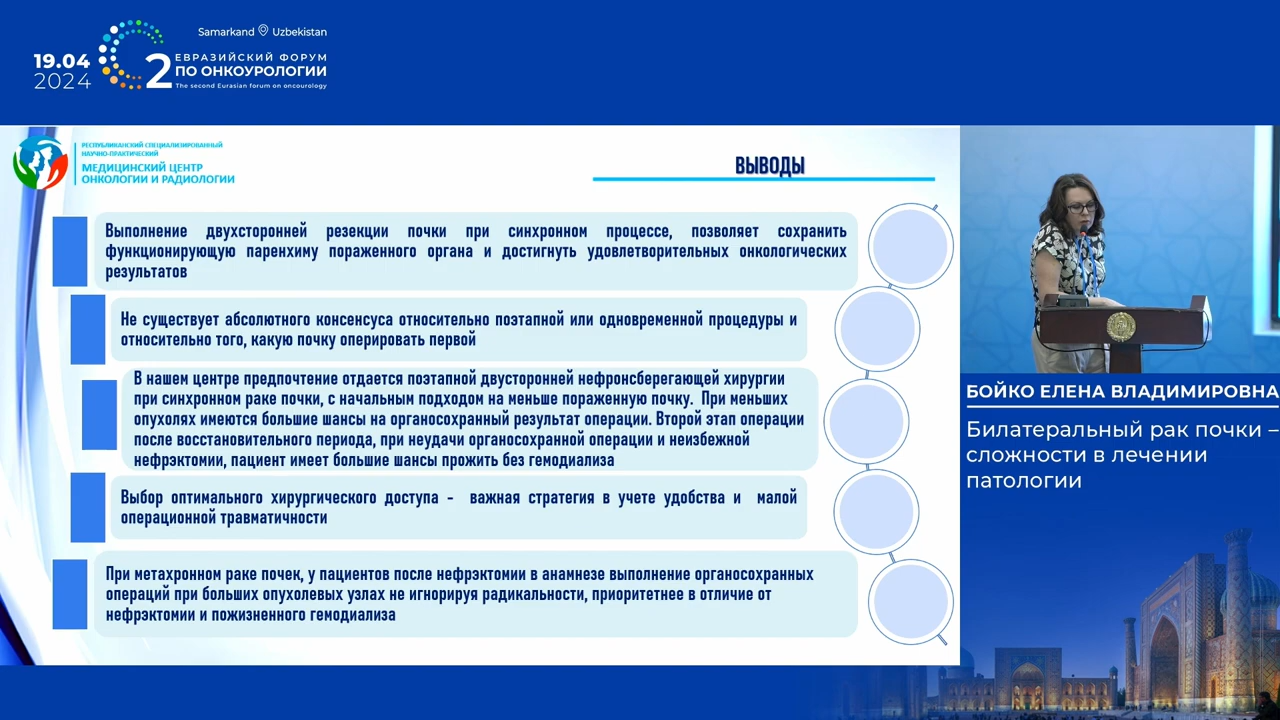 Samarkand Uzbekistan
19.04
2024
2
ЕВРАЗИЙСКИЙ ФОРУМ
ПО ОНКОУРОЛОГИИ
The second Eurasian forum on oncourology
РЕСПУБЛИКАНСКИЙ СПЕЦИАЛИЗИРОВАННЫЙ
НАУЧНО-ПРАКТИЧЕСКИЙ
МЕДИЦИНСКИЙ ЦЕНТР
ОНКОЛОГИИ И РАДИОЛОГИИ
ВЫВОДЫ
Выполнение двухсторонней резекции почки при синхронном процессе, позволяет сохранить
функционирующую паренхиму пораженного органа и достигнуть удовлетворительных онкологических
результатов
Не существует абсолютного консенсуса относительно поэтапной или одновременной процедуры и
относительно того, какую почку оперировать первой
В нашем центре предпочтение отдается поэтапной двусторонней нефронсберегающей хирургии
при синхронном раке почки, с начальным подходом на меньше пораженную почку. При меньших
опухолях имеются большие шансы на органосохранный результат операции. Второй этап операции
после восстановительного периода, при неудачи органосохранной операции и неизбежной
нефрэктомии, пациент имеет большие шансы прожить без гемодиализа
Выбор оптимального хирургического доступа - важная стратегия в учете удобства и малой
операционной травматичности
При метахронном раке почек, у пациентов после нефрэктомии в анамнезе выполнение органосохранных
операций при больших опухолевых узлах не игнорируя радикальности, приоритетнее в отличие от
нефрэктомии и пожизненного гемодиализа
БОЙКО ЕЛЕНА ВЛАДИМИРОВНА
Билатеральный рак почки –
сложности в лечении
патологии